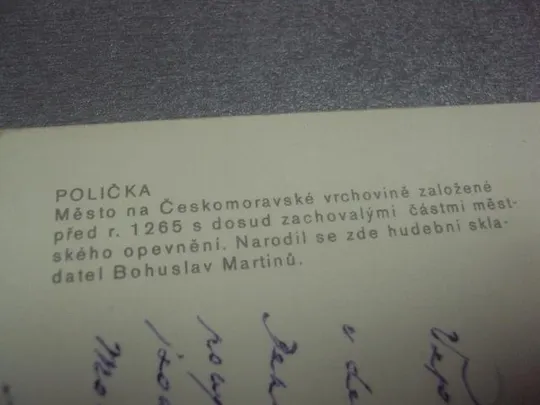 POLIČKA
Město na Českomoravské vrchovině založené
před r. 1265 s dosud zachovalými částmi měst-
ského opevnění. Narodil se zde hudební skla-
datel Bohuslav Martinů.